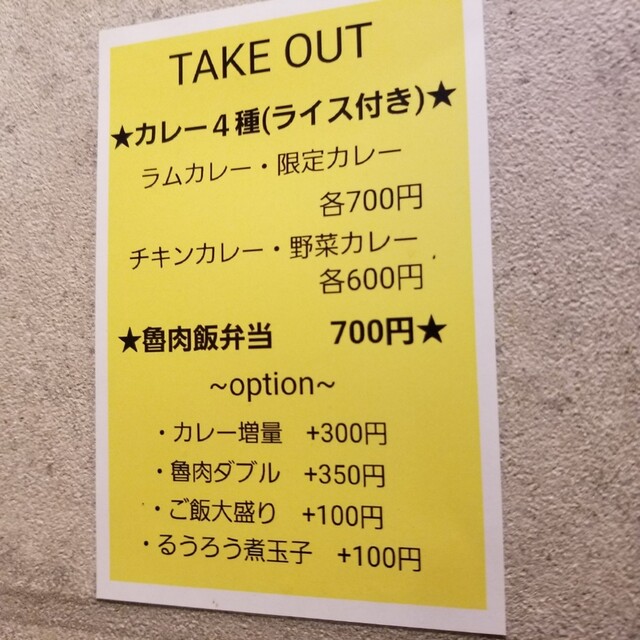 TAKE OUT
★カレー４種(ライス付き)★
ラムカレー・限定カレー
各700円
チキンカレー・野菜カレー
各600円
★魯肉飯弁当 700円★
~option~
・カレー増量 +300円
・魯肉ダブル +350円
・ご飯大盛り +100円
・るうろう煮玉子 +100円